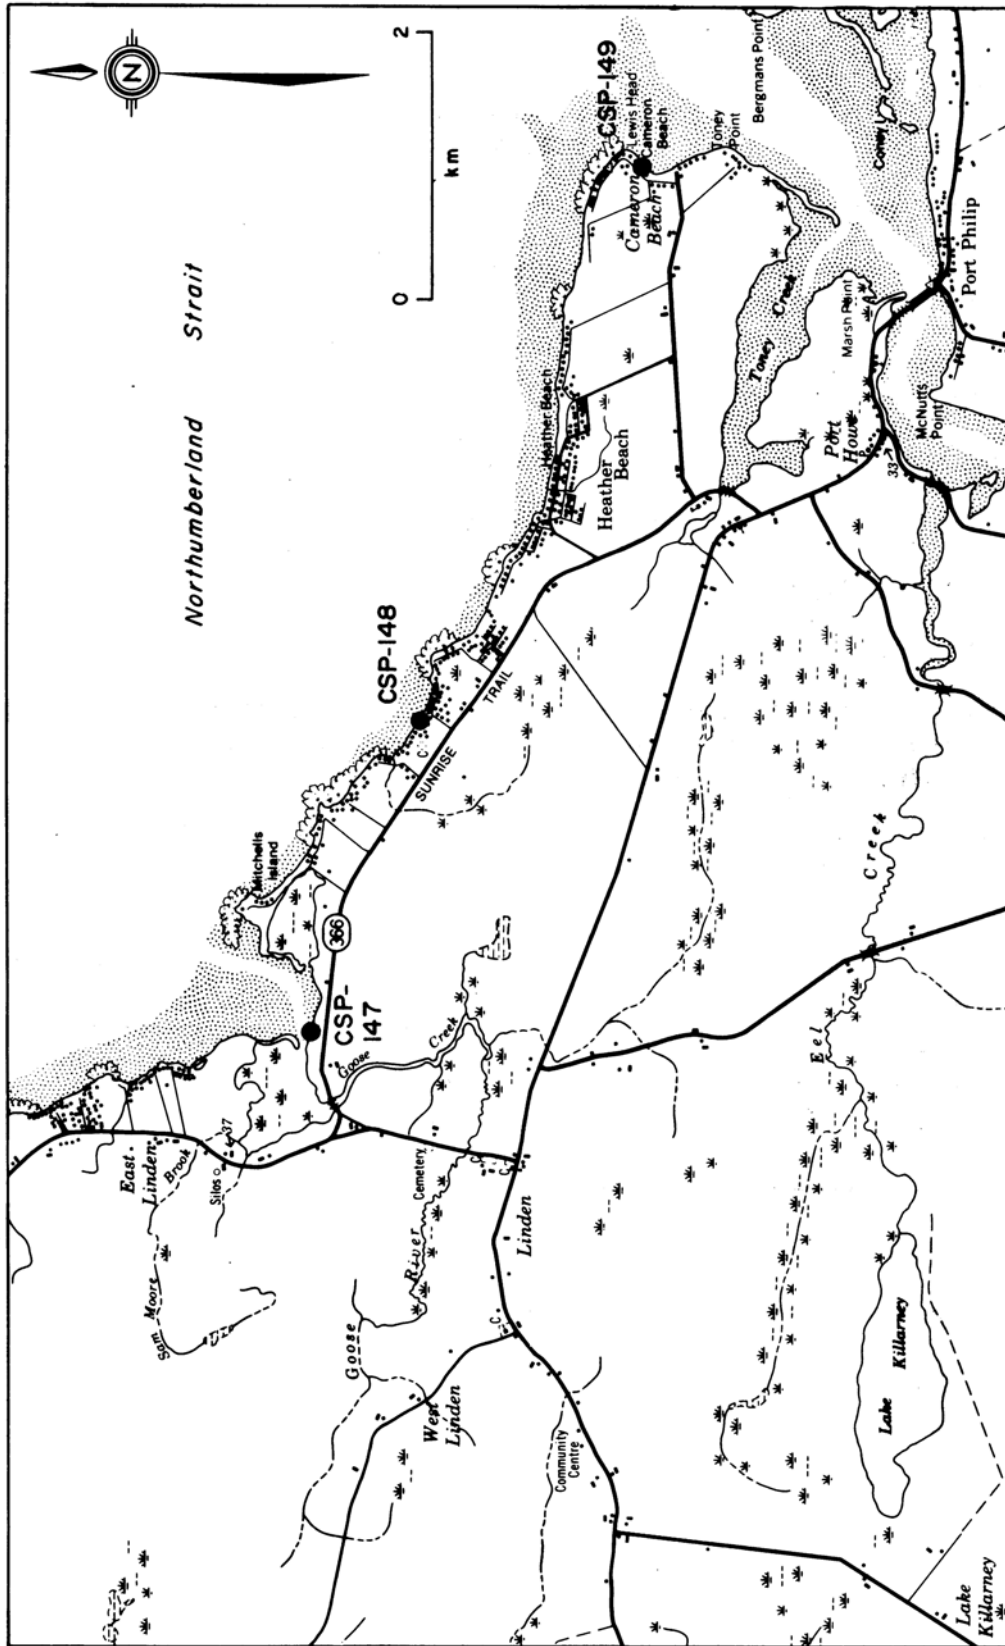 N
2
km
0
Northumberland
Strait
CSP-149
Lewis Head
Cameron
Beach
Cameron
Beach
Toney
Point
Bergmans Point
Coney I.
Port Philip
Toney Creek
Marsh Point
McNutts
Point
Port
Howe
P
33
Heather Beach
Heather
Beach
CSP-148
C
SUNRISE TRAIL
Mitchells
Island
366
CSP-
147
Goose Creek
Creek
Eel
East
Linden
Brook
37
Silos
Sam Moore
Cemetery
C
C
Linden
River
Goose
C
West
Linden
Community
Centre
Lake Killarney
Lake
Killarney